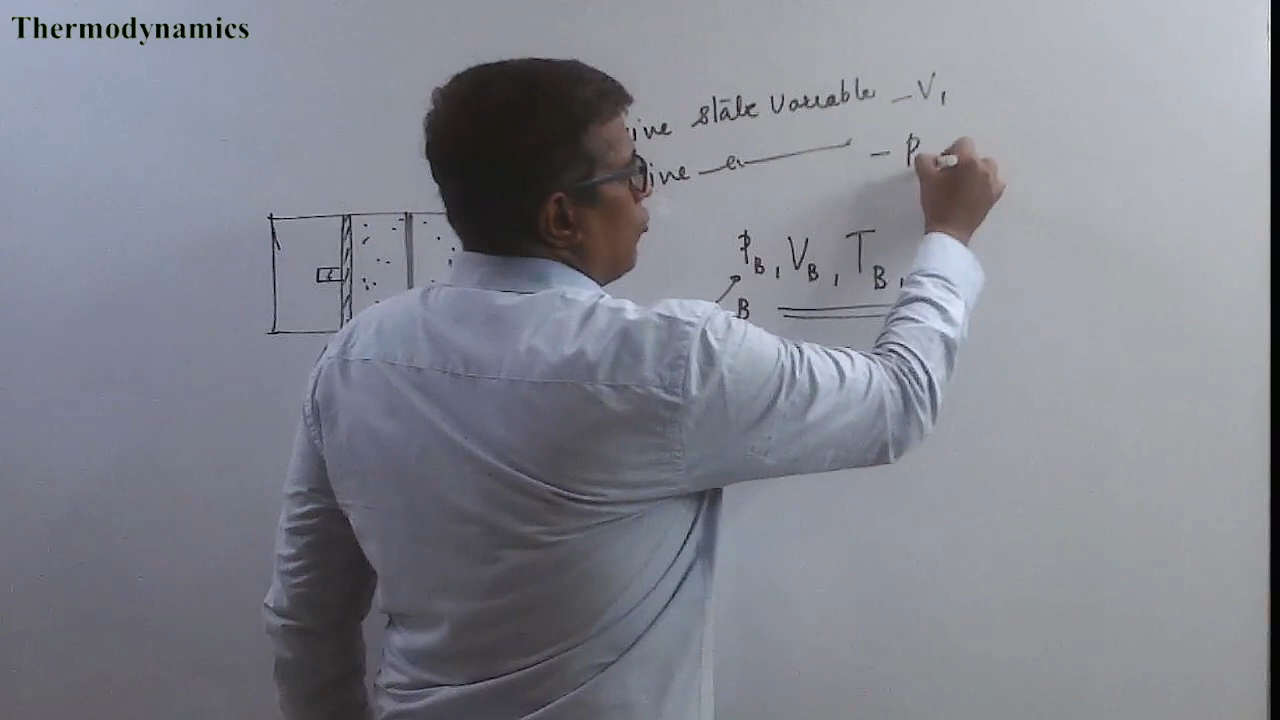 Thermodynamics
ive state variable – V,
ive —〃— – P
P_B, V_B, T_B,
B